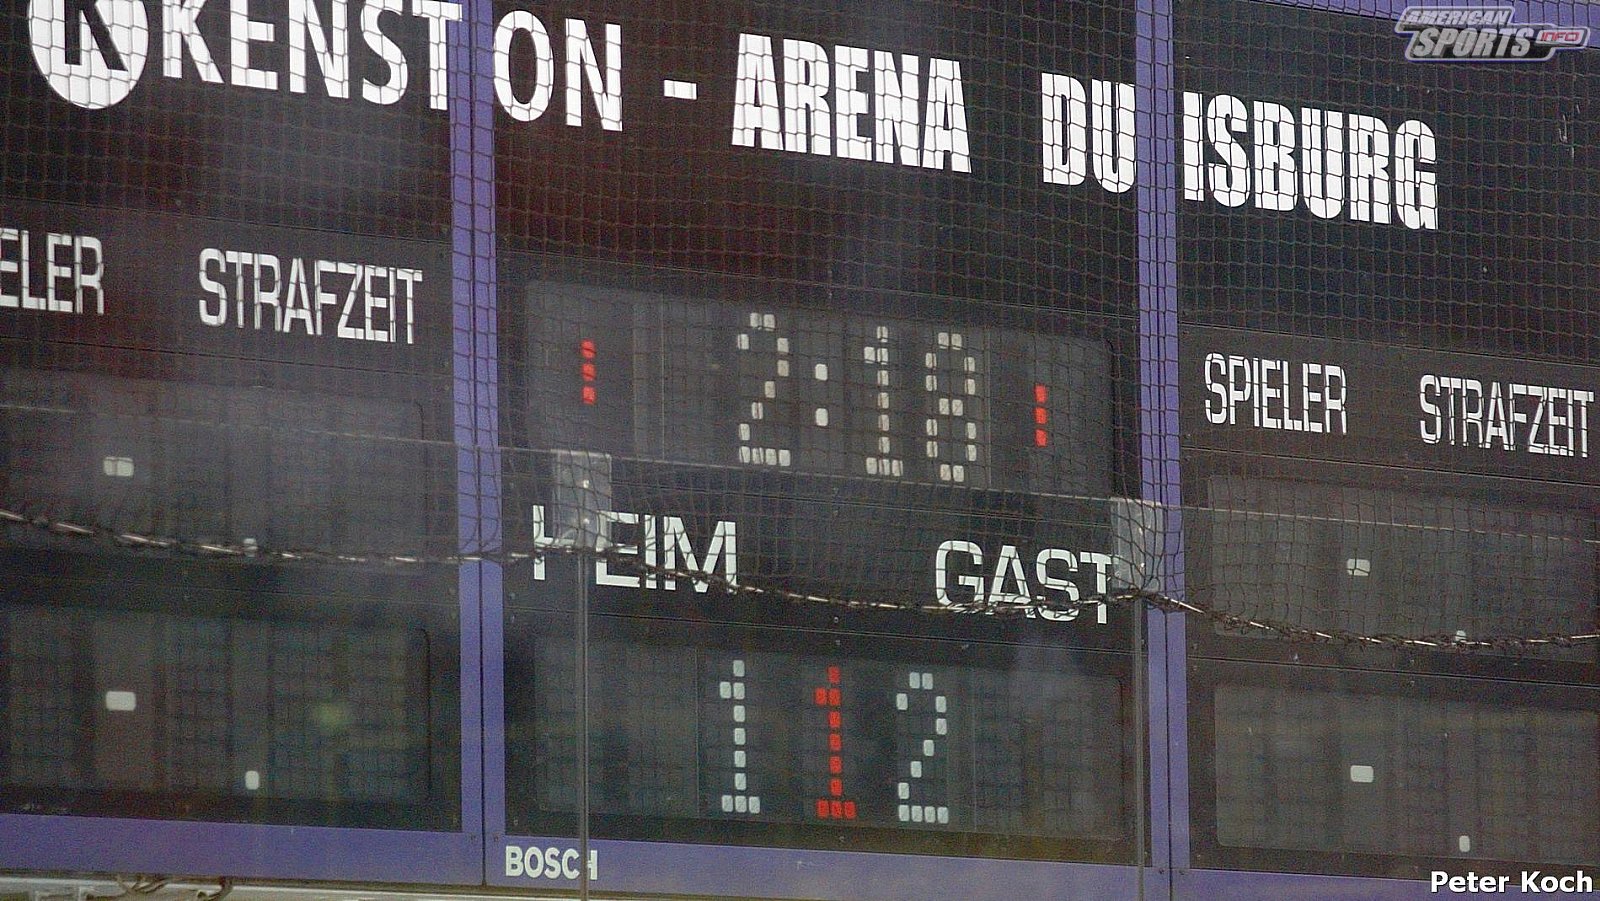 KENSTON - ARENA DUISBURG
AMERICAN
SPORTS INFO
ELER STRAFZEIT
2:18
SPIELER STRAFZEIT
HEIM GAST
1 1 2
BOSCH
Peter Koch